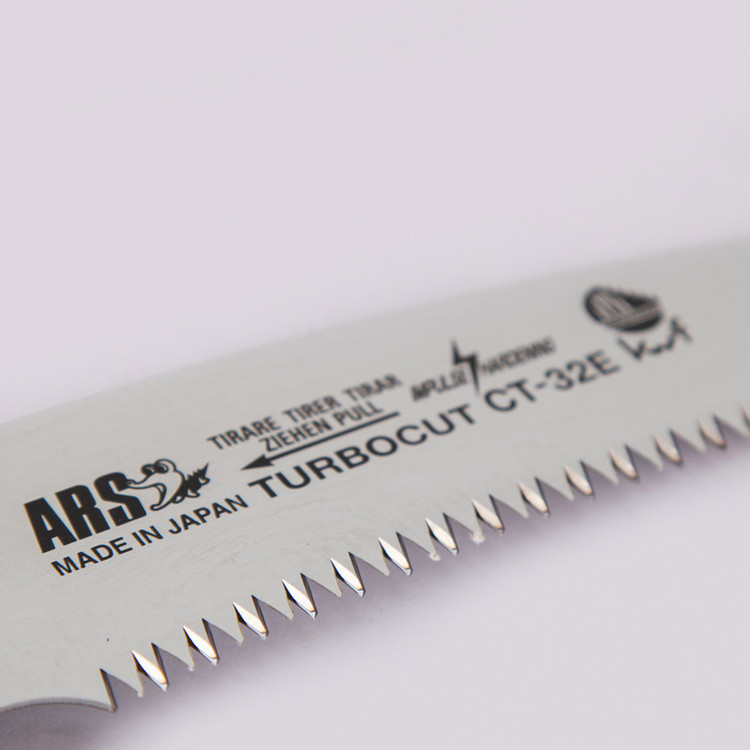 ARS
MADE IN JAPAN
TIRARE TIRER TIRAR
ZIEHEN PULL
TURBOCUT CT-32E